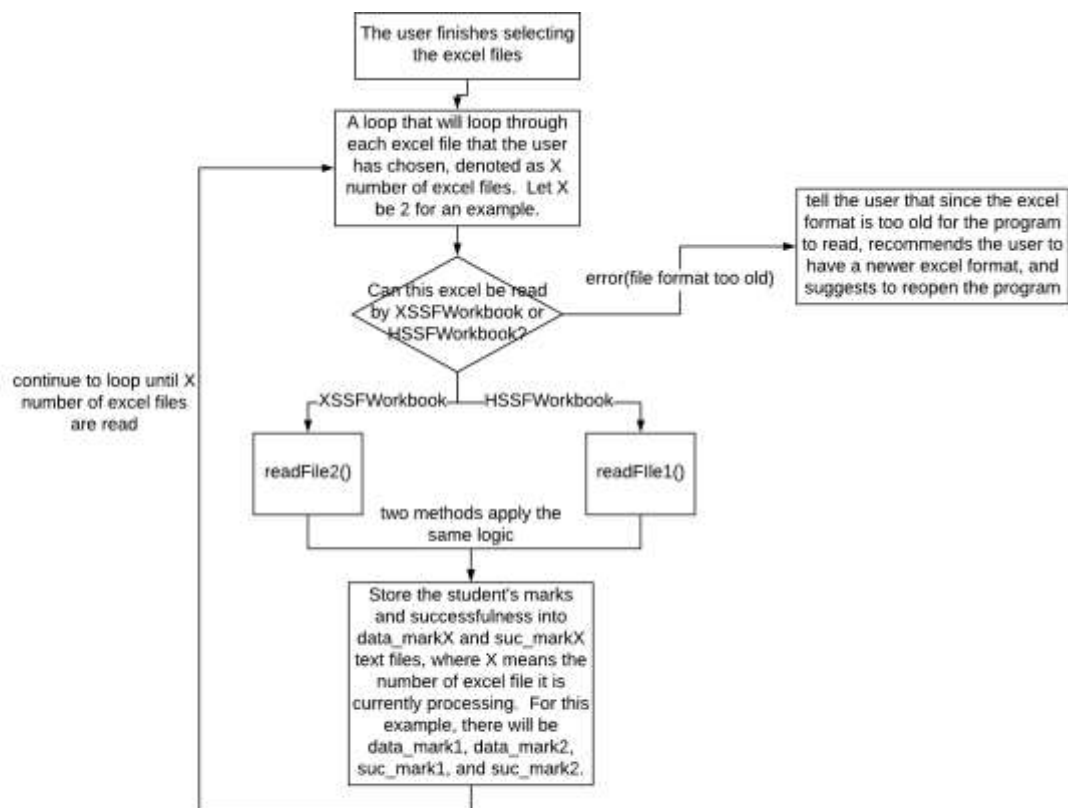 The user finishes selecting
the excel files
A loop that will loop through
each excel file that the user
has chosen, denoted as X
number of excel files.  Let X
be 2 for an example.
tell the user that since the excel
format is too old for the program
to read, recommends the user to
have a newer excel format, and
suggests to reopen the program
error(file format too old)
Can this excel be read
by XSSFWorkbook or
HSSFWorkbook?
continue to loop until X
number of excel files
are read
XSSFWorkbook
HSSFWorkbook
readFile2()
readFIle1()
two methods apply the
same logic
Store the student's marks
and successfulness into
data_markX and suc_markX
text files, where X means the
number of excel file it is
currently processing.  For this
example, there will be
data_mark1, data_mark2,
suc_mark1, and suc_mark2.